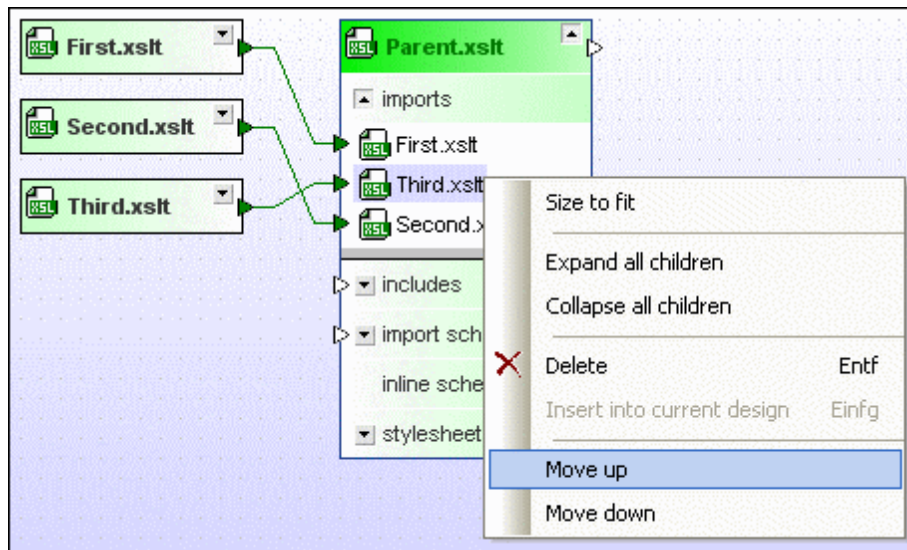 First.xslt
Second.xslt
Third.xslt
Parent.xslt
imports
First.xslt
Third.xslt
Second.x
includes
import sch
inline sche
stylesheet
Size to fit
Expand all children
Collapse all children
Delete Entf
Insert into current design Einfg
Move up
Move down